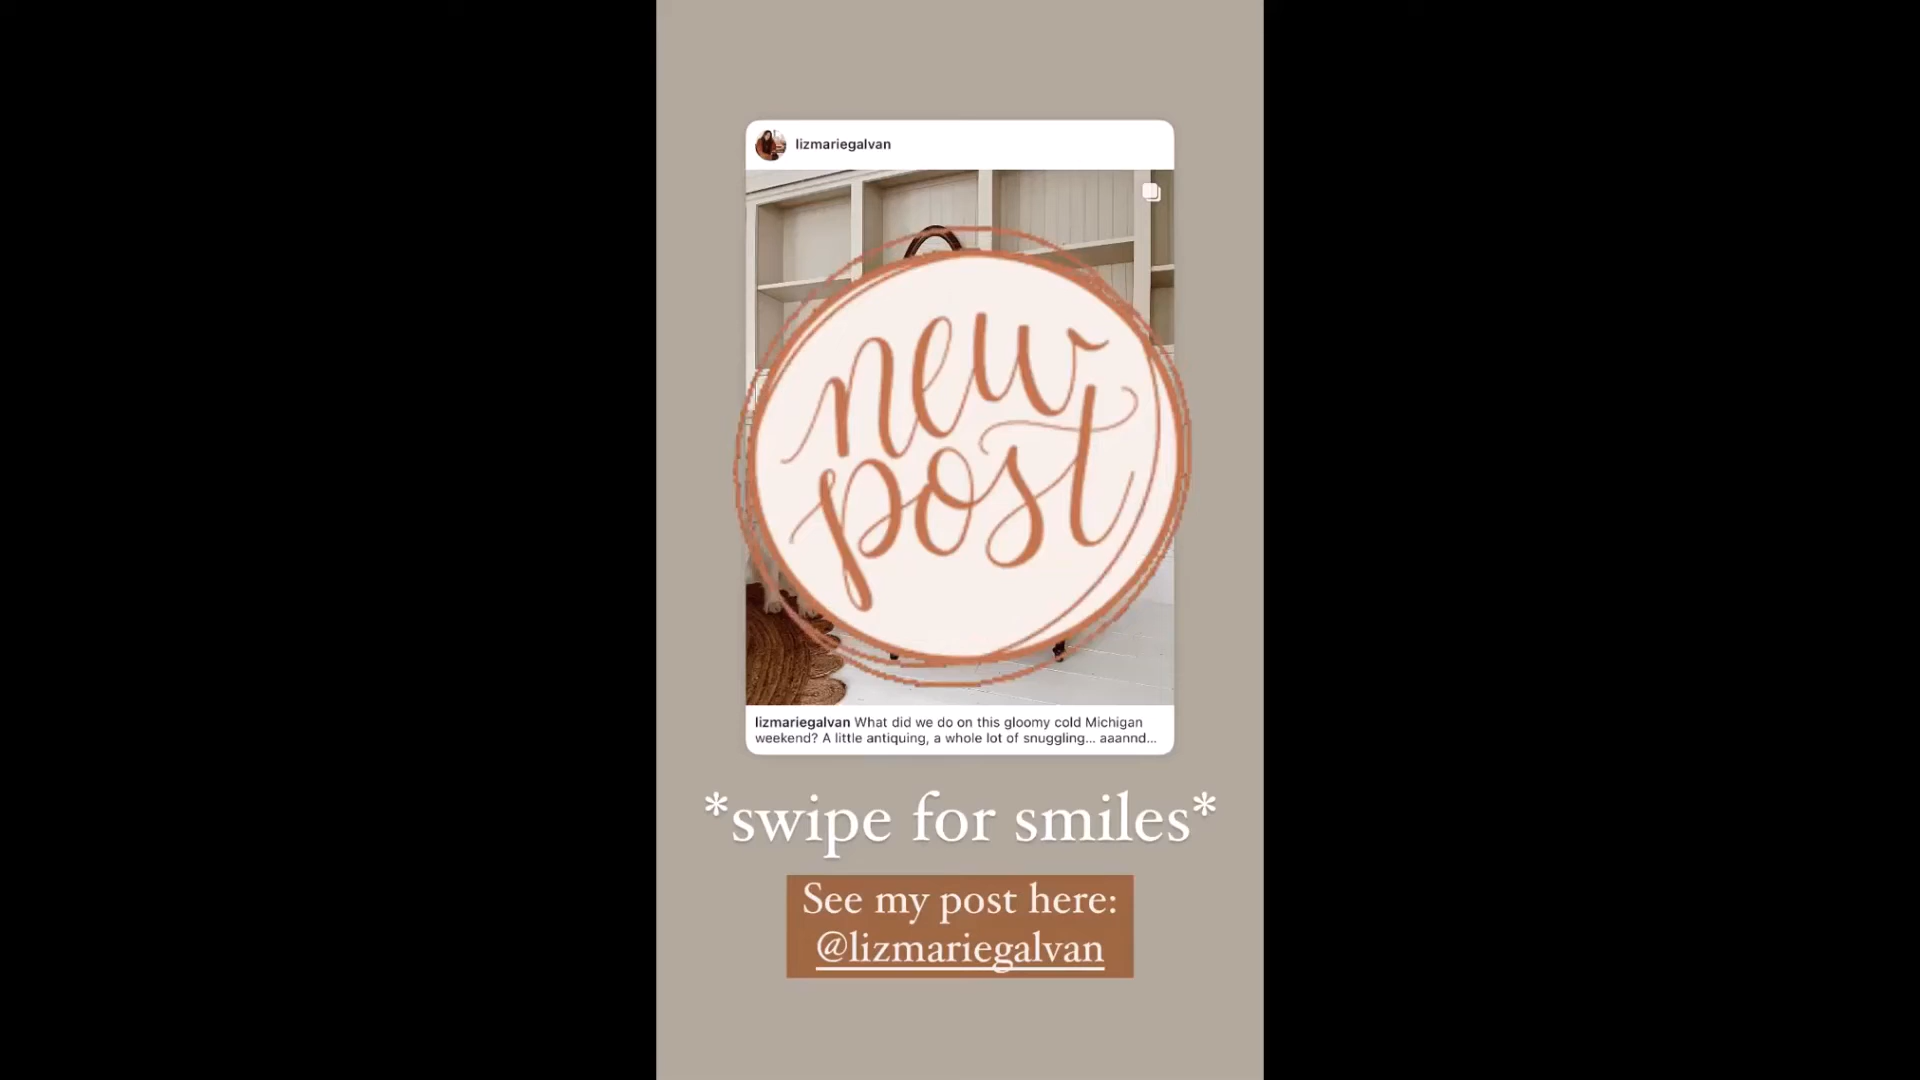 lizmariegalvan
new
post
lizmariegalvan What did we do on this gloomy cold Michigan
weekend? A little antiquing, a whole lot of snuggling... aaannd...
*swipe for smiles*
See my post here:
@lizmariegalvan